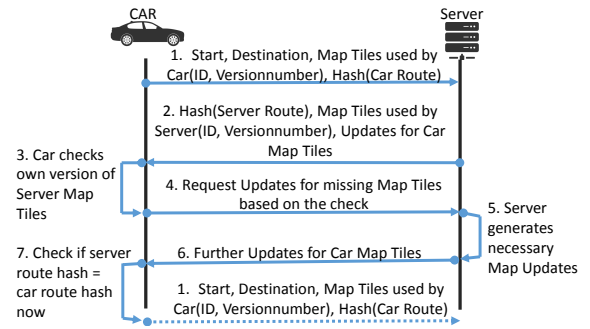 CAR
Server
1. Start, Destination, Map Tiles used by
Car(ID, Versionnumber), Hash(Car Route)
2. Hash(Server Route), Map Tiles used by
Server(ID, Versionnumber), Updates for Car
Map Tiles
3. Car checks
own version of
Server Map
Tiles
4. Request Updates for missing Map Tiles
based on the check
5. Server
generates
necessary
Map Updates
6. Further Updates for Car Map Tiles
7. Check if server
route hash =
car route hash
now
1. Start, Destination, Map Tiles used by
Car(ID, Versionnumber), Hash(Car Route)